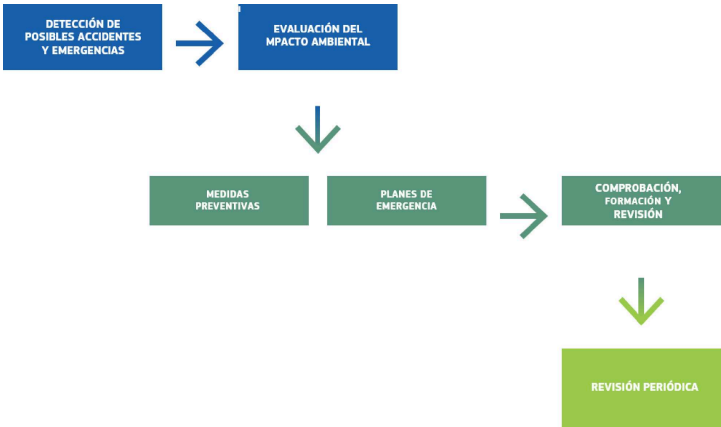 DETECCIÓN DE
POSIBLES ACCIDENTES
Y EMERGENCIAS
EVALUACIÓN DEL
MPACTO AMBIENTAL
MEDIDAS
PREVENTIVAS
PLANES DE
EMERGENCIA
COMPROBACIÓN,
FORMACIÓN Y
REVISIÓN
REVISIÓN PERIÓDICA